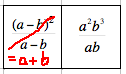 (a-b)² / a-b
= a+b
a²b³ / ab